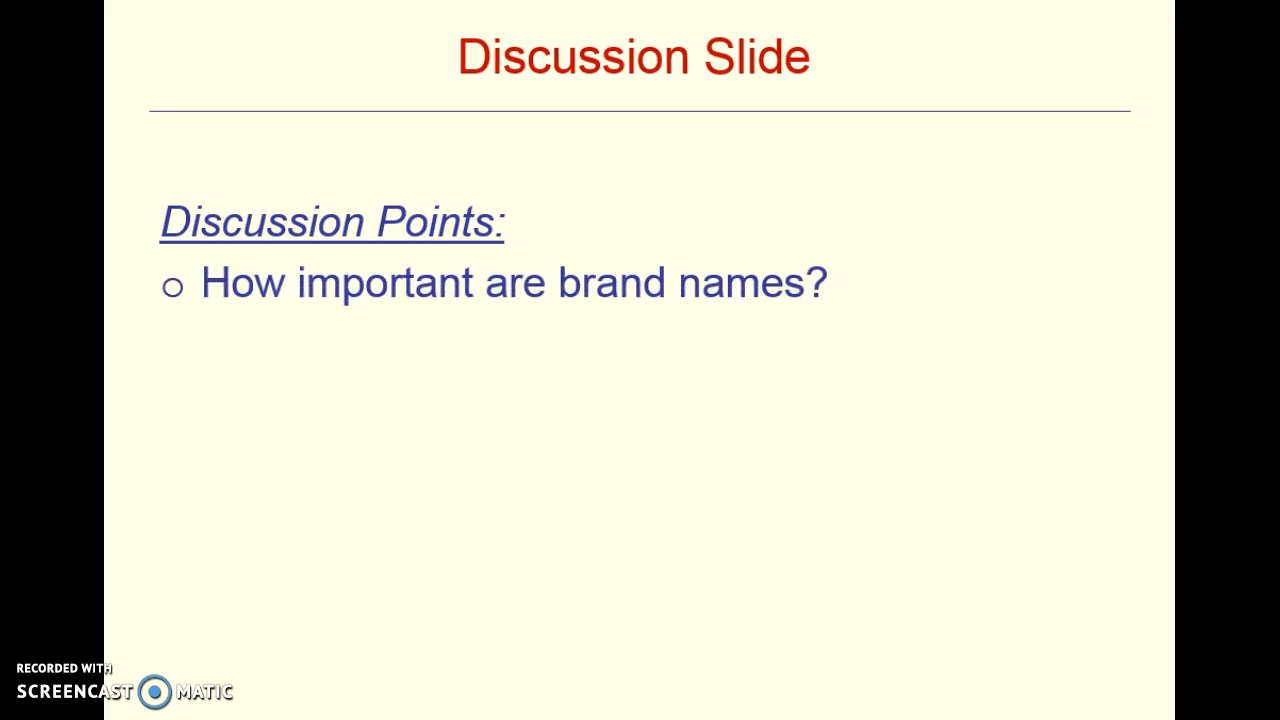 Discussion Slide
Discussion Points:
o How important are brand names?
RECORDED WITH
SCREENCAST MATIC